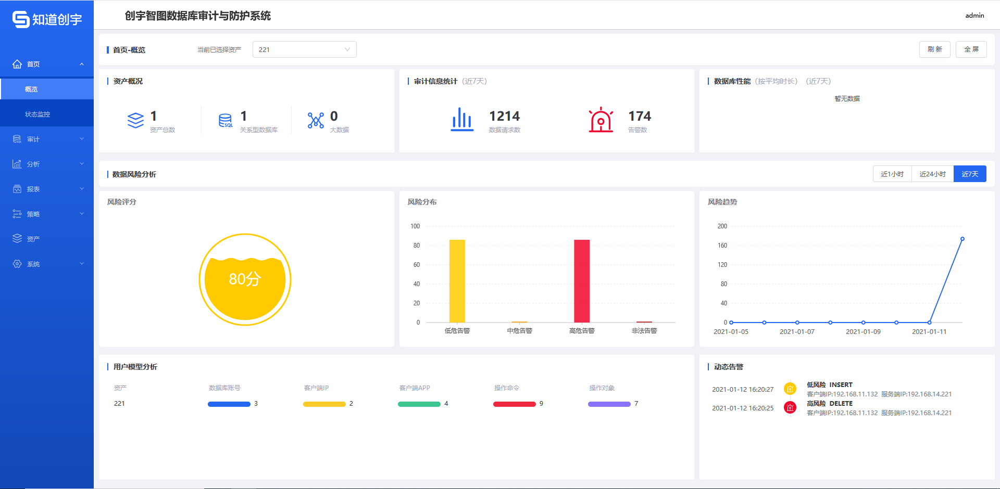 知道创宇
创宇智图数据库审计与防护系统
admin
首页
概览
状态监控
审计
分析
报表
策略
资产
系统
首页-概览
当前已选择资产
221
刷 新
全 屏
资产概况
1
资产总数
1
关系型数据库
SQL
0
大数据
审计信息统计 (近7天)
1214
数据请求数
174
告警数
数据库性能 (按平均时长) (近7天)
暂无数据
数据风险分析
近1小时
近24小时
近7天
风险评分
80分
风险分布
100
80
60
40
20
0
低危告警 中危告警 高危告警 非法告警
风险趋势
200
160
120
80
40
0
2021-01-05 2021-01-07 2021-01-09 2021-01-11
用户模型分析
资产 数据库账号 客户端IP 客户端APP 操作命令 操作对象
221 3 2 4 9 7
动态告警
2021-01-12 16:20:27
低风险 INSERT
客户端IP:192.168.11.132 服务端IP:192.168.14.221
2021-01-12 16:20:25
高风险 DELETE
客户端IP:192.168.11.132 服务端IP:192.168.14.221